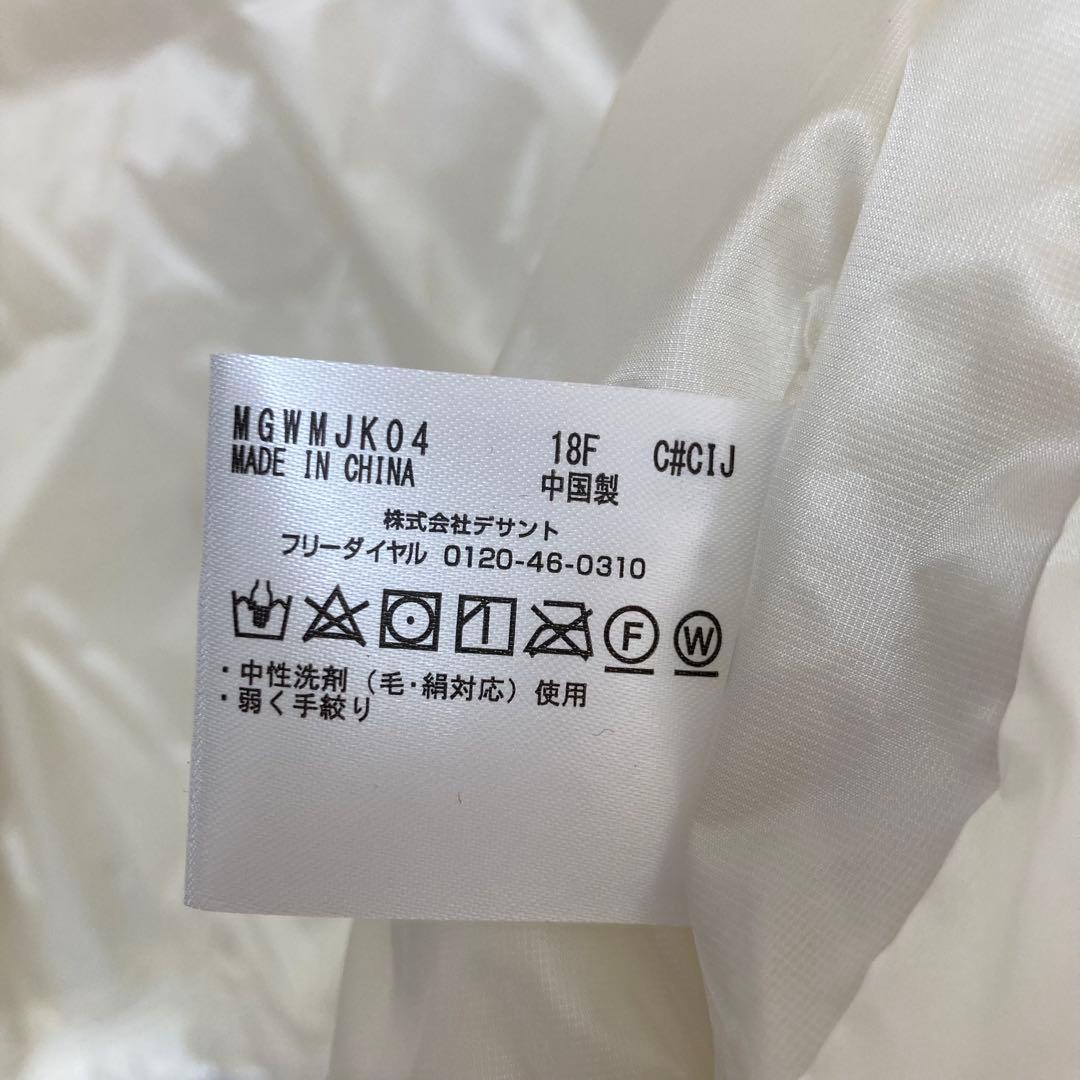 MGWMJK04 18F C#CIJ
MADE IN CHINA 中国製
株式会社デサント
フリーダイヤル 0120-46-0310
F W
・中性洗剤(毛・絹対応)使用
・弱く手絞り